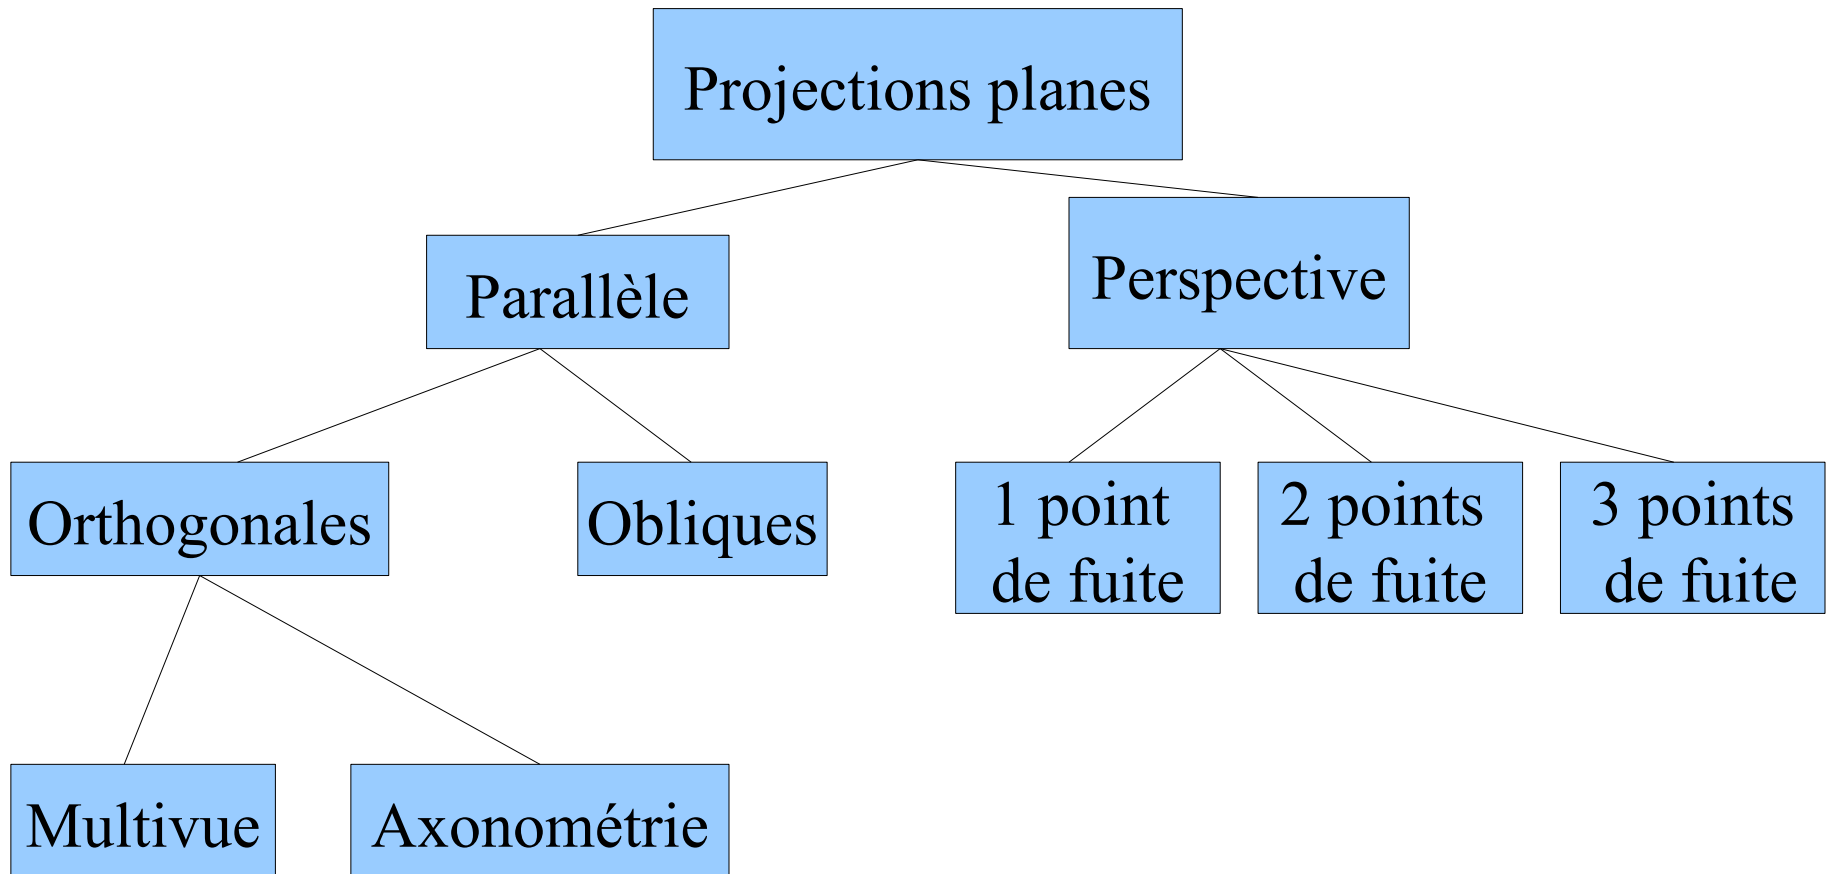 Projections planes
Parallèle
Perspective
Orthogonales
Obliques
1 point
de fuite
2 points
de fuite
3 points
de fuite
Multivue
Axonométrie